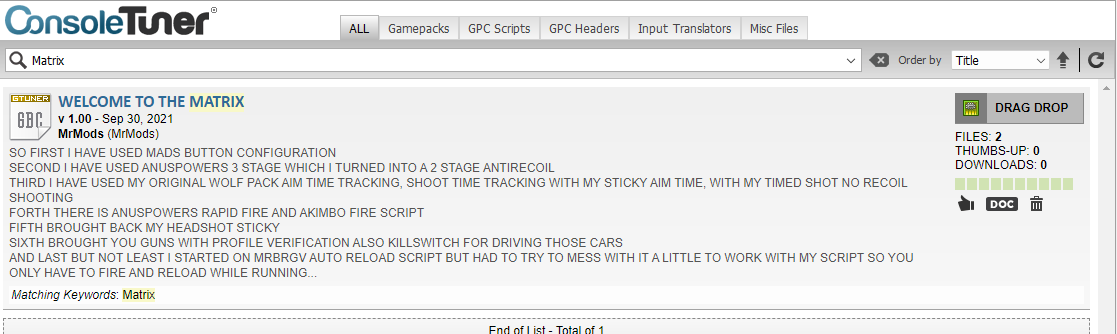 ConsoleTuner®
ALL Gamepacks GPC Scripts GPC Headers Input Translators Misc Files
Matrix Order by Title
GTUNER
GBC
WELCOME TO THE MATRIX
v 1.00 - Sep 30, 2021
MrMods (MrMods)
SO FIRST I HAVE USED MADS BUTTON CONFIGURATION
SECOND I HAVE USED ANUSPOWERS 3 STAGE WHICH I TURNED INTO A 2 STAGE ANTIRECOIL
THIRD I HAVE USED MY ORIGINAL WOLF PACK AIM TIME TRACKING, SHOOT TIME TRACKING WITH MY STICKY AIM TIME, WITH MY TIMED SHOT NO RECOIL
SHOOTING
FORTH THERE IS ANUSPOWERS RAPID FIRE AND AKIMBO FIRE SCRIPT
FIFTH BROUGHT BACK MY HEADSHOT STICKY
SIXTH BROUGHT YOU GUNS WITH PROFILE VERIFICATION ALSO KILLSWITCH FOR DRIVING THOSE CARS
AND LAST BUT NOT LEAST I STARTED ON MRBRGV AUTO RELOAD SCRIPT BUT HAD TO TRY TO MESS WITH IT A LITTLE TO WORK WITH MY SCRIPT SO YOU
ONLY HAVE TO FIRE AND RELOAD WHILE RUNNING...
Matching Keywords: Matrix
DRAG DROP
FILES: 2
THUMBS-UP: 0
DOWNLOADS: 0
DOC
End of List - Total of 1